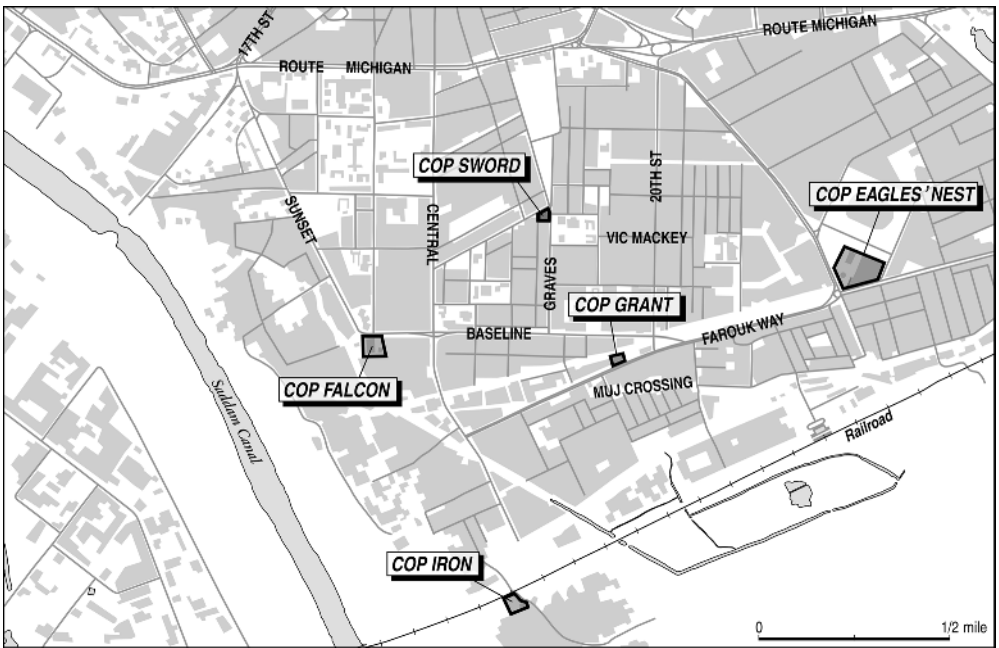 17TH ST
ROUTE MICHIGAN
ROUTE MICHIGAN
COP SWORD
20TH ST
COP EAGLES' NEST
SUNSET
CENTRAL
VIC MACKEY
GRAVES
COP GRANT
BASELINE
FAROUK WAY
COP FALCON
MUJ CROSSING
Saddam Canal
Railroad
COP IRON
0
1/2 mile